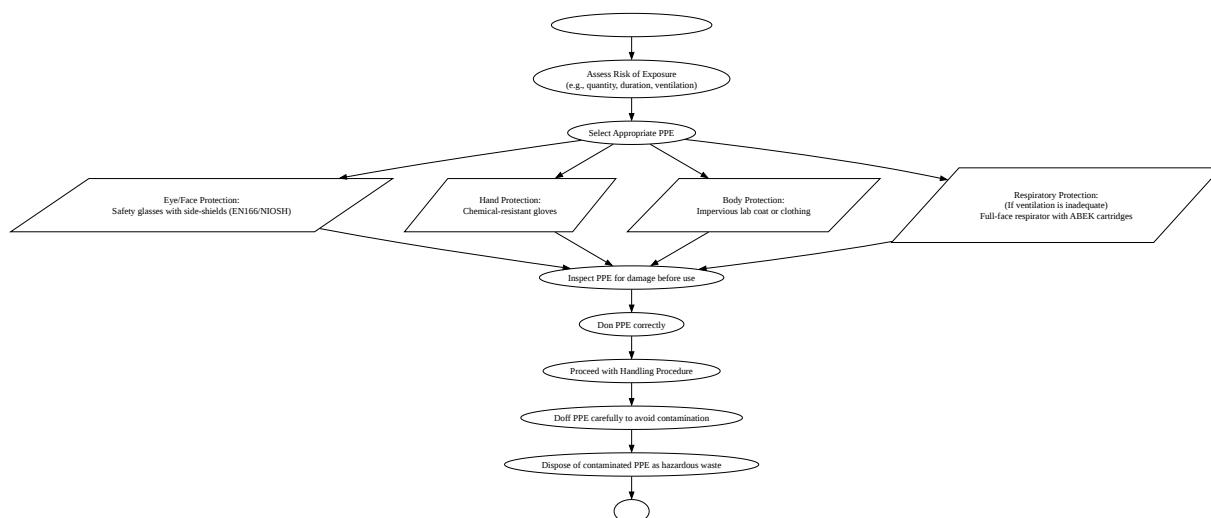 Assess Risk of Exposure
(e.g., quantity, duration, ventilation)
Select Appropriate PPE
Eye/Face Protection:
Safety glasses with side-shields (EN166/NIOSH)
Hand Protection:
Chemical-resistant gloves
Body Protection:
Impervious lab coat or clothing
Respiratory Protection:
(If ventilation is inadequate)
Full-face respirator with ABEK cartridges
Inspect PPE for damage before use
Don PPE correctly
Proceed with Handling Procedure
Doff PPE carefully to avoid contamination
Dispose of contaminated PPE as hazardous waste